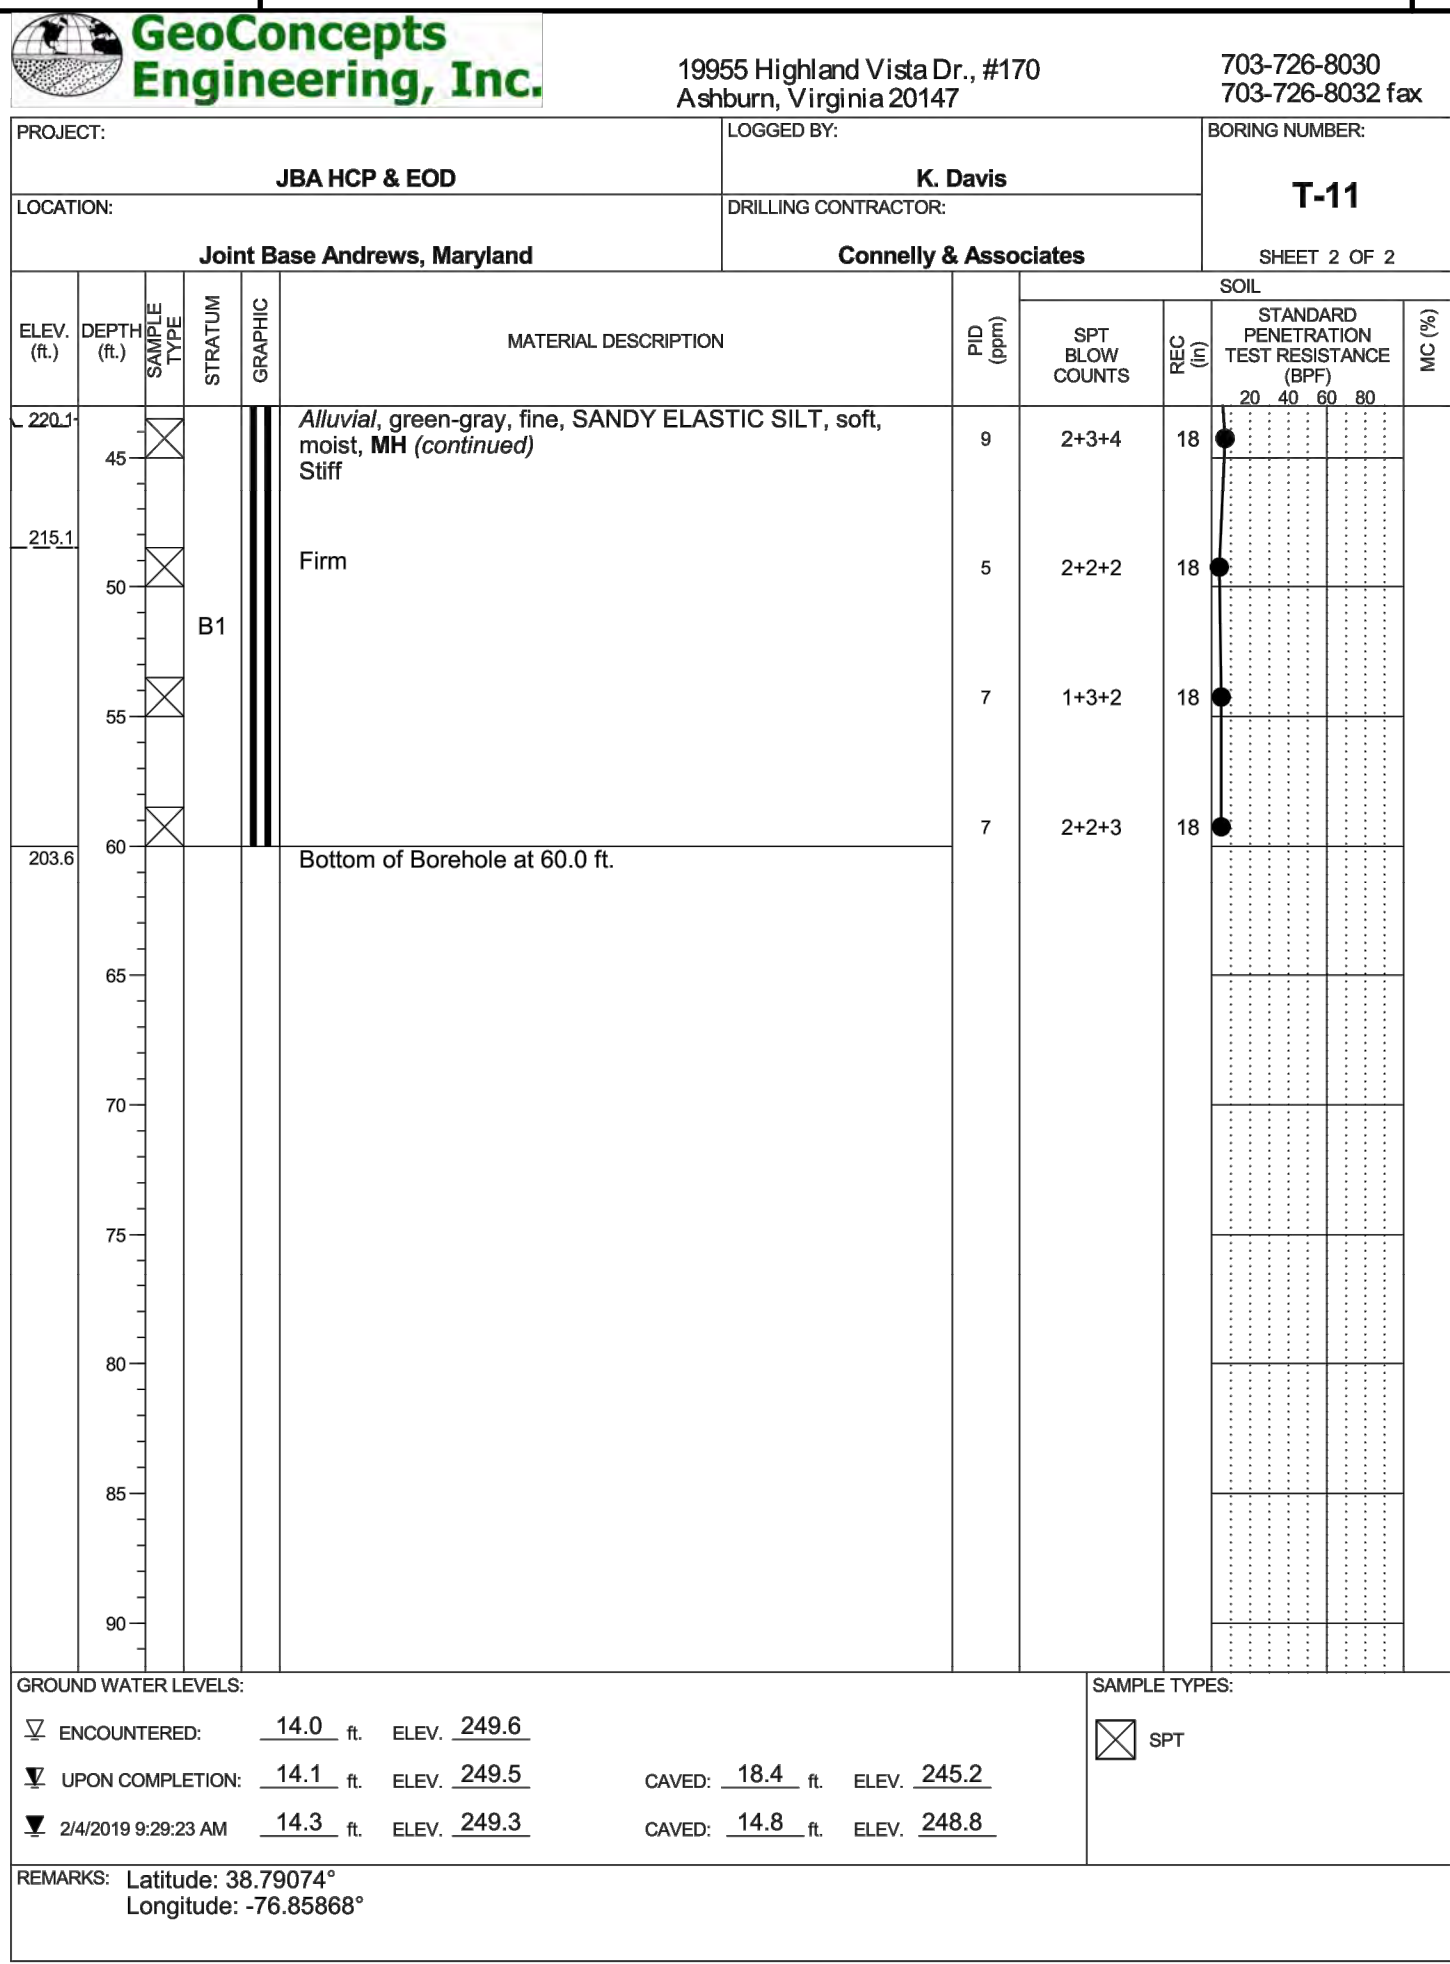 GeoConcepts
Engineering, Inc.
19955 Highland Vista Dr., #170
Ashburn, Virginia 20147
703-726-8030
703-726-8032 fax
PROJECT:
JBA HCP & EOD
LOGGED BY:
K. Davis
BORING NUMBER:
T-11
LOCATION:
Joint Base Andrews, Maryland
DRILLING CONTRACTOR:
Connelly & Associates
SHEET 2 OF 2
ELEV.
(ft.)
DEPTH
(ft.)
SAMPLE
TYPE
STRATUM
GRAPHIC
MATERIAL DESCRIPTION
PID
(ppm)
SOIL
SPT
BLOW
COUNTS
REC
(in)
STANDARD
PENETRATION
TEST RESISTANCE
(BPF)
20 40 60 80
MC (%)
220.1
Alluvial, green-gray, fine, SANDY ELASTIC SILT, soft,
moist, MH (continued)
9 2+3+4 18
45
Stiff
215.1
Firm
5 2+2+2 18
50
B1
7 1+3+2 18
55
7 2+2+3 18
60
203.6
Bottom of Borehole at 60.0 ft.
65
70
75
80
85
90
GROUND WATER LEVELS:
ENCOUNTERED: 14.0 ft. ELEV. 249.6
UPON COMPLETION: 14.1 ft. ELEV. 249.5 CAVED: 18.4 ft. ELEV. 245.2
2/4/2019 9:29:23 AM 14.3 ft. ELEV. 249.3 CAVED: 14.8 ft. ELEV. 248.8
SAMPLE TYPES:
SPT
REMARKS: Latitude: 38.79074°
Longitude: -76.85868°